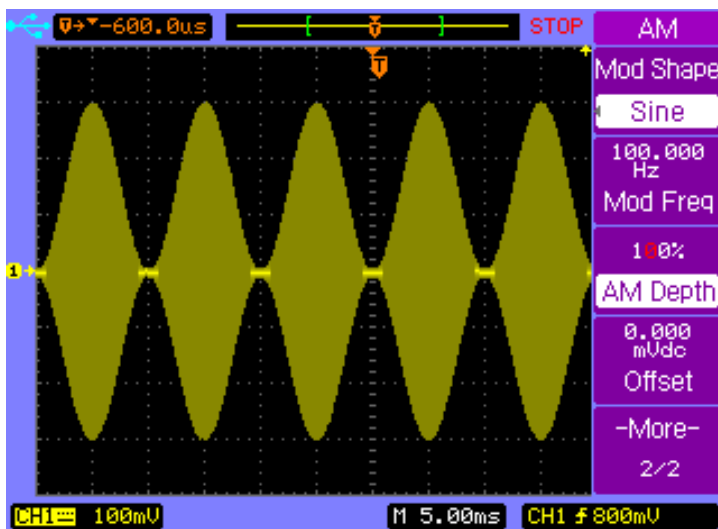 -600.0us
T
STOP
AM
T
Mod Shape
Sine
100.000
Hz
Mod Freq
100%
1
AM Depth
0.000
mVdc
Offset
-More-
2/2
CH1 100mV
M 5.00ms
CH1 800mV